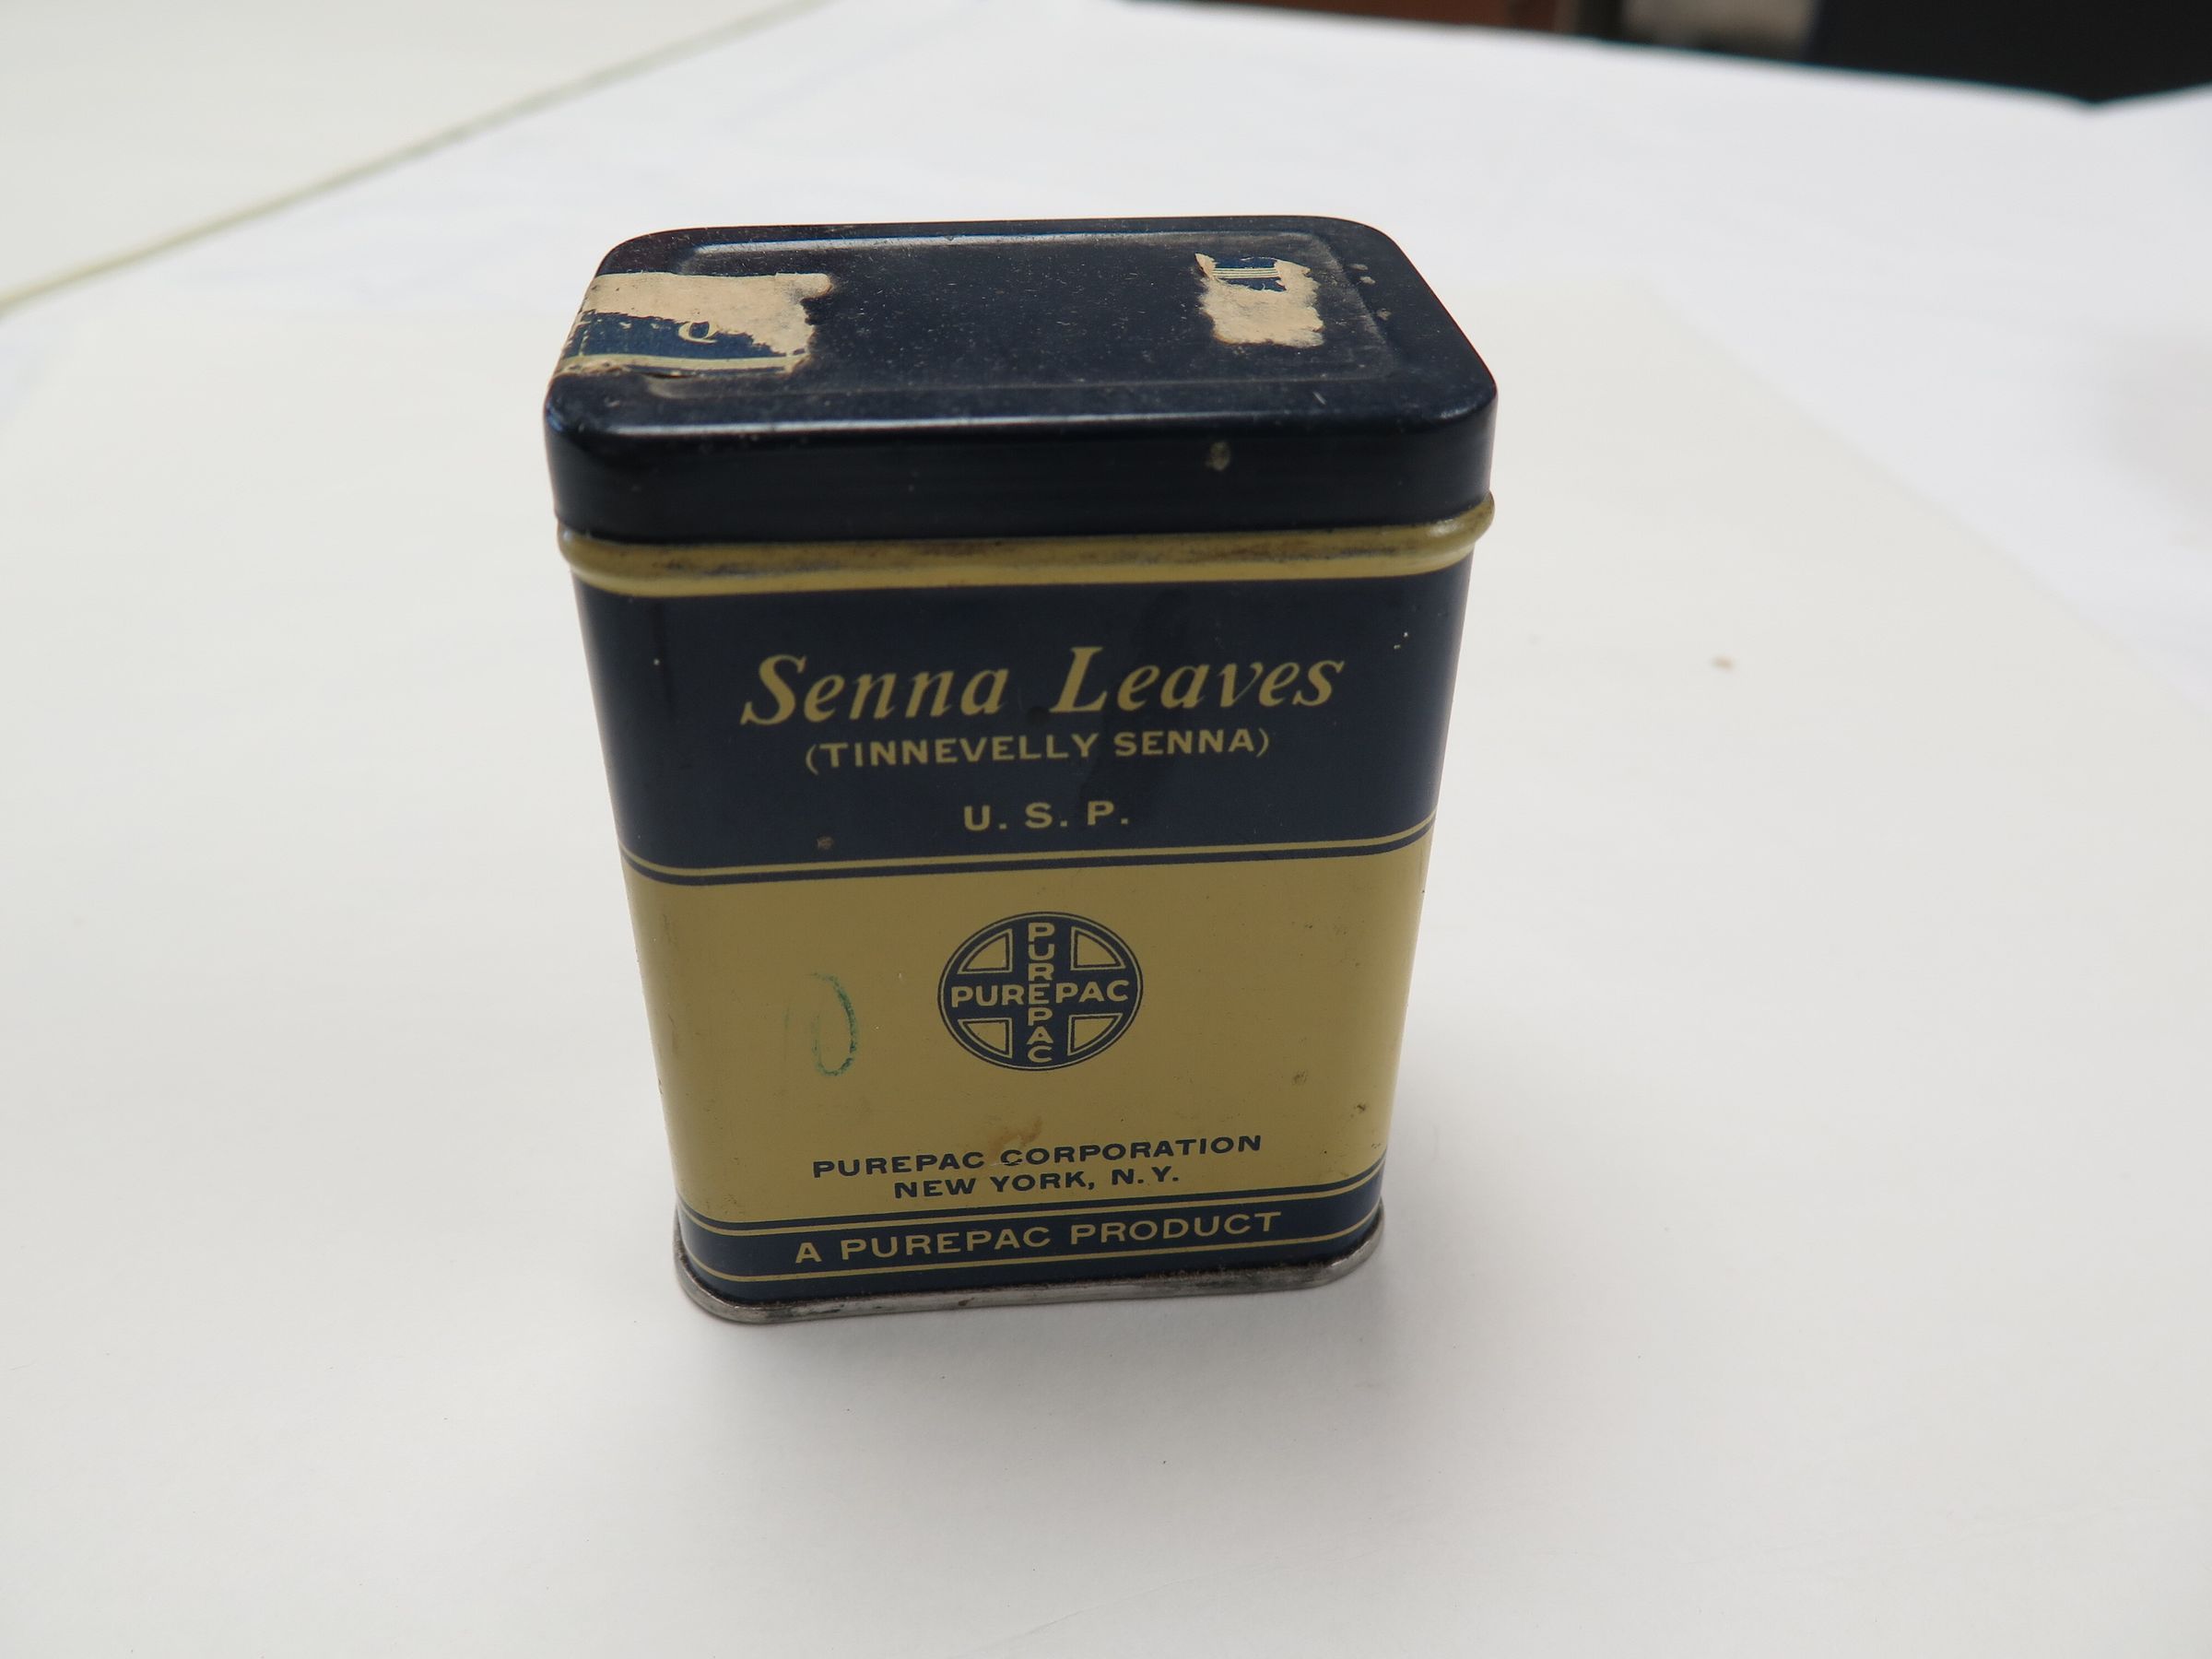 Senna Leaves
(TINNEVELLY SENNA)
U. S. P.
PUREPAC
PUREPAC
PUREPAC CORPORATION
NEW YORK, N.Y.
A PUREPAC PRODUCT